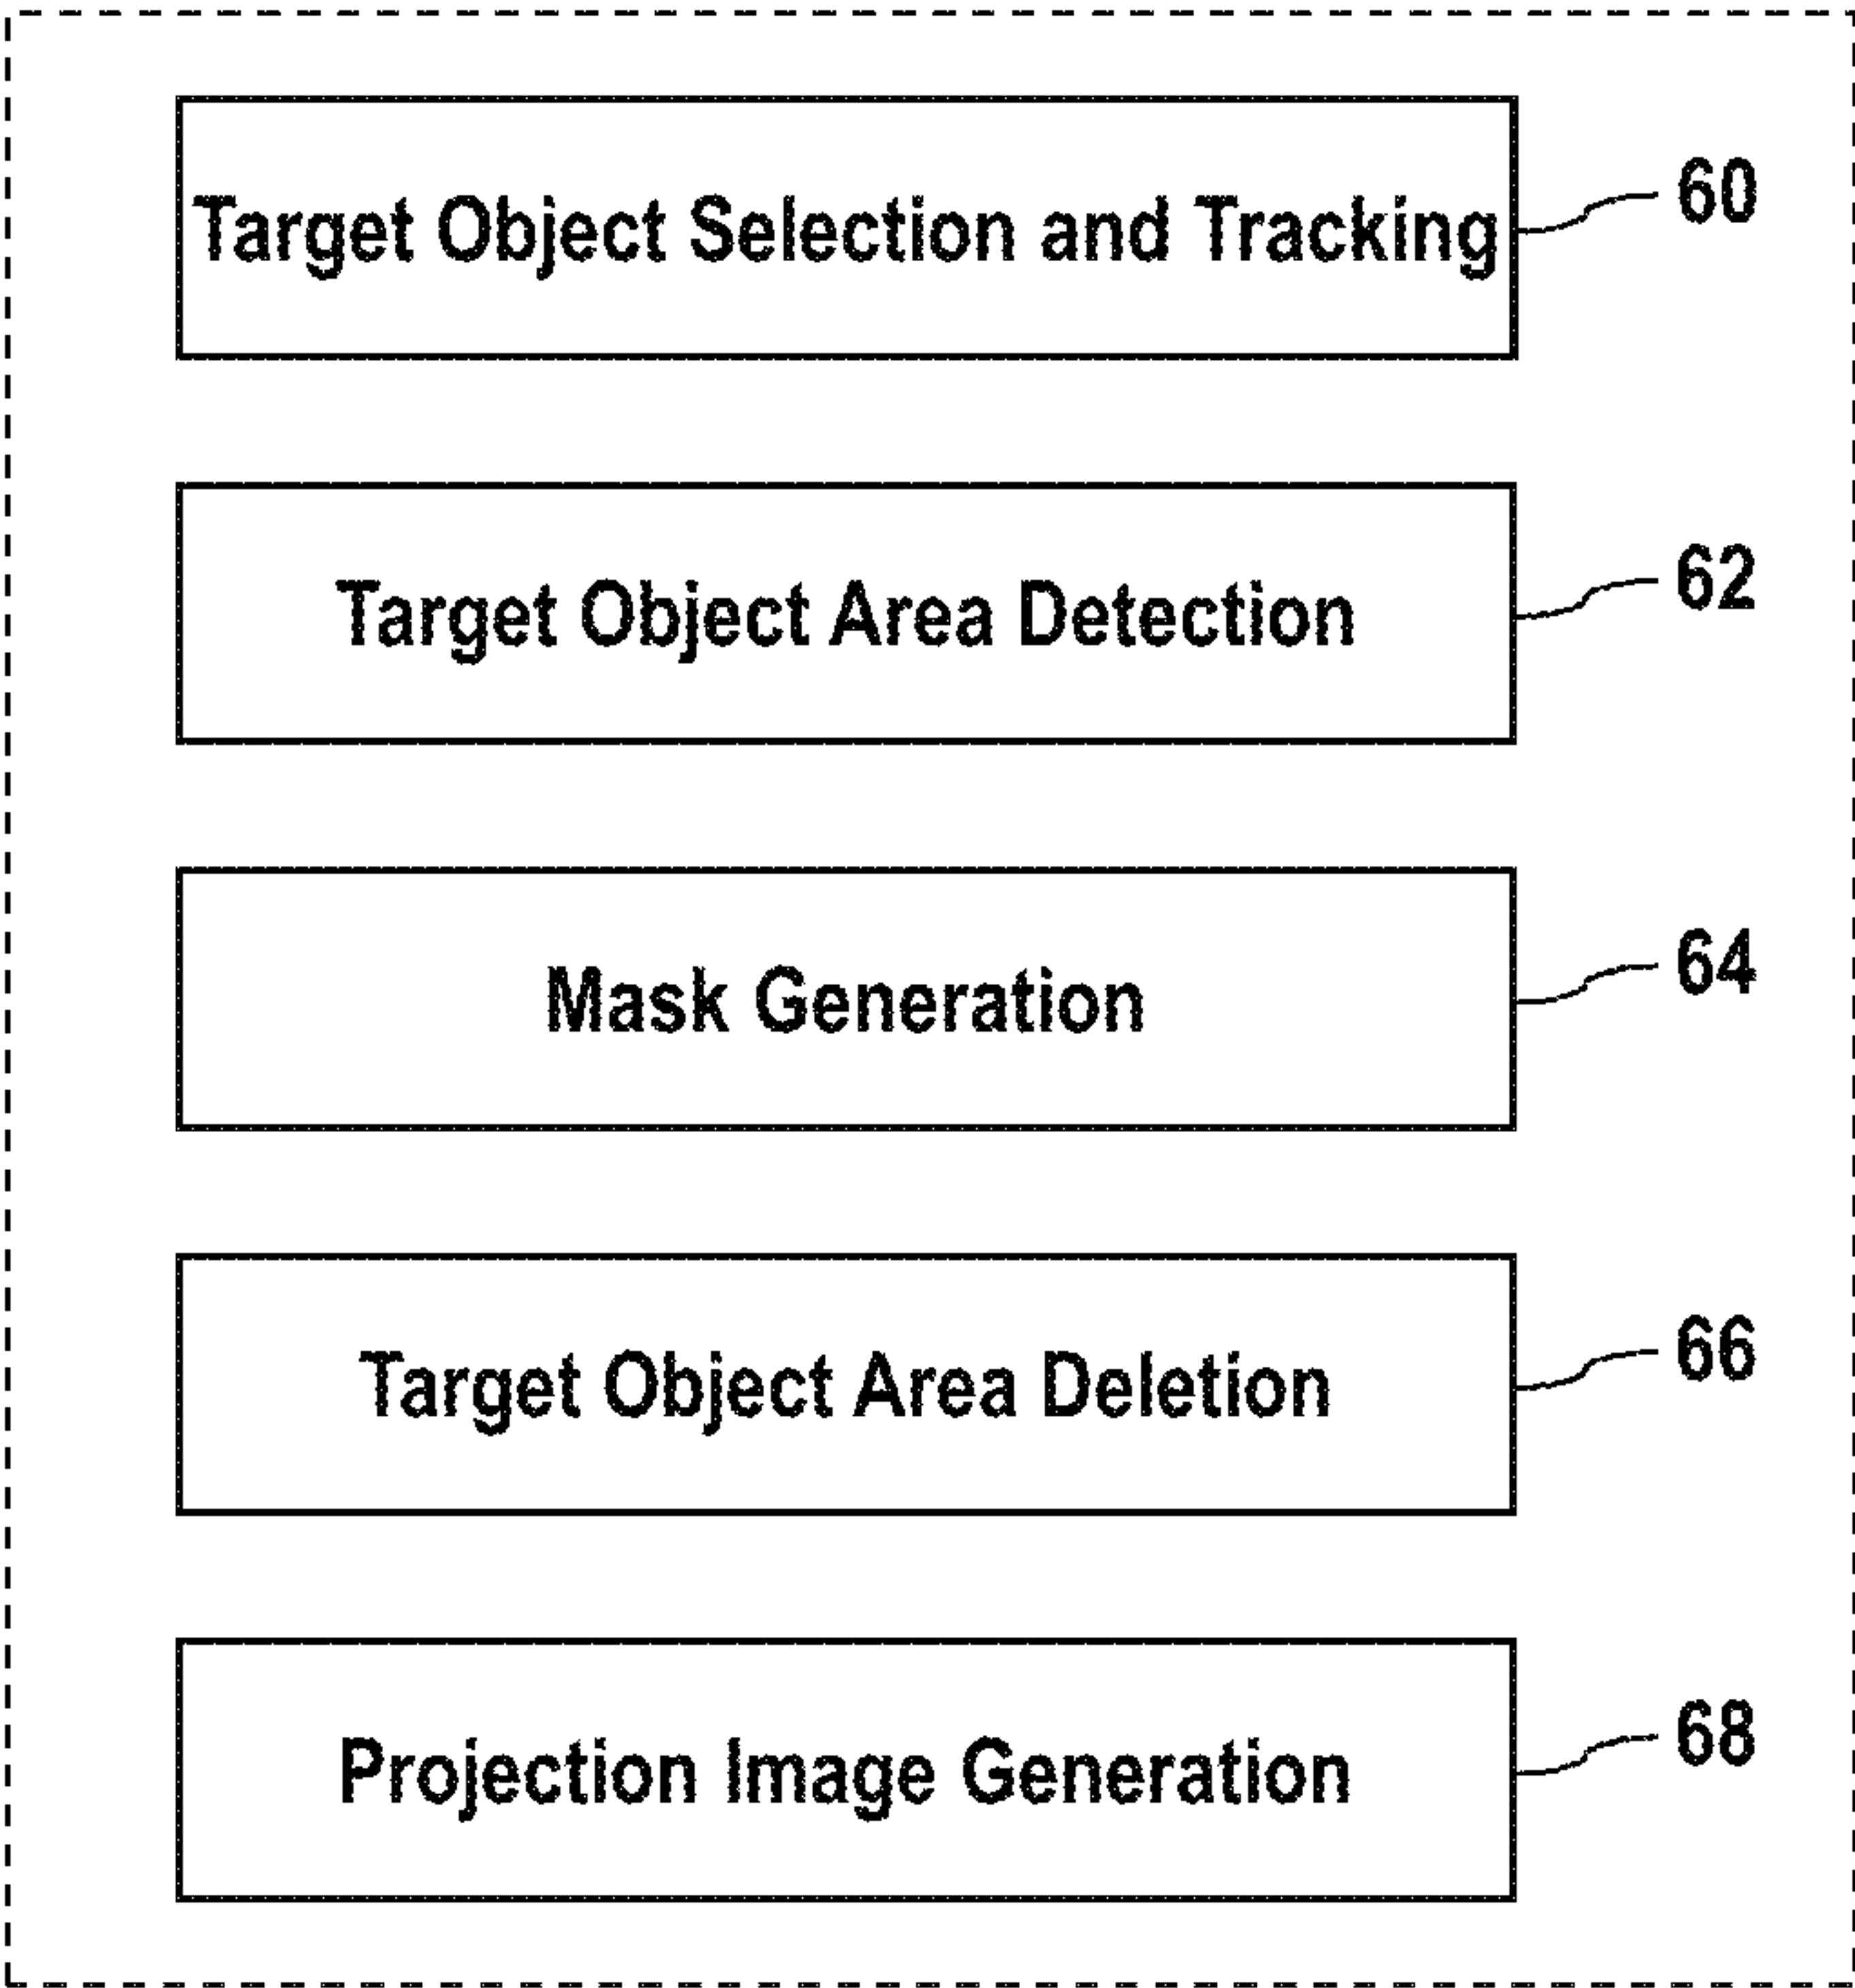 Target Object Selection and Tracking 60
Target Object Area Detection 62
Mask Generation 64
Target Object Area Deletion 66
Projection Image Generation 68